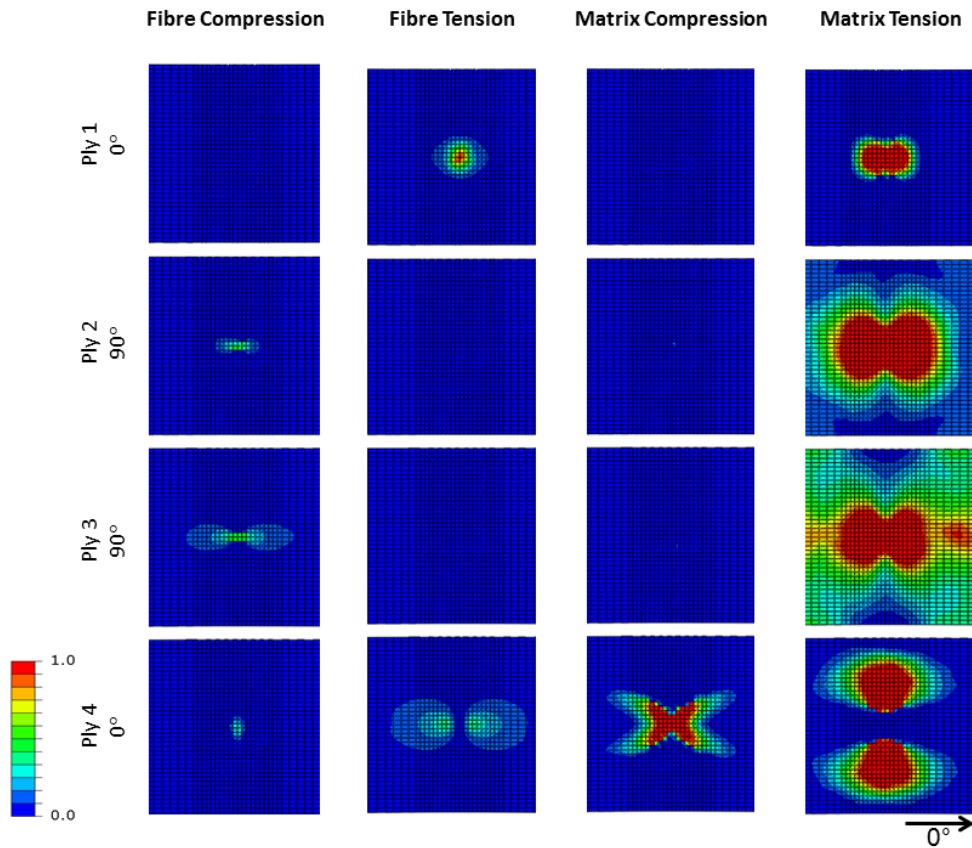 Fibre Compression
Fibre Tension
Matrix Compression
Matrix Tension
Ply 1
0°
Ply 2
90°
Ply 3
90°
Ply 4
0°
1.0
0.0
0°